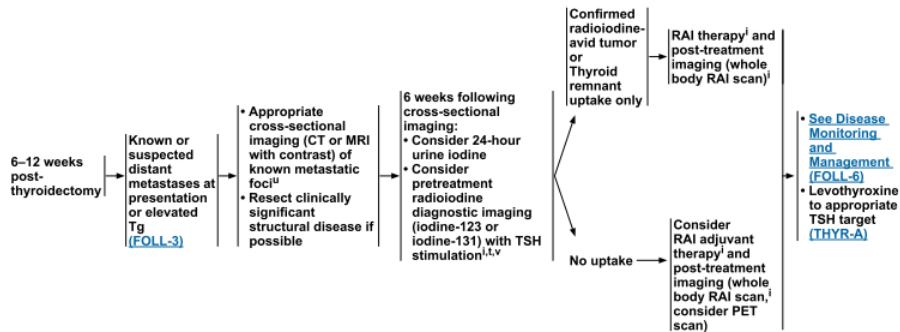 6–12 weeks
post-
thyroidectomy
Known or
suspected
distant
metastases at
presentation
or elevated
Tg
(FOLL-3)
• Appropriate
cross-sectional
imaging (CT or MRI
with contrast) of
known metastatic
fociᵘ
• Resect clinically
significant
structural disease if
possible
6 weeks following
cross-sectional
imaging:
• Consider 24-hour
urine iodine
• Consider
pretreatment
radioiodine
diagnostic imaging
(iodine-123 or
iodine-131) with TSH
stimulationⁱ,ᵗ,ᵛ
Confirmed
radioiodine-
avid tumor
or
Thyroid
remnant
uptake only
RAI therapyⁱ and
post-treatment
imaging (whole
body RAI scan)ⁱ
No uptake
Consider
RAI adjuvant
therapyⁱ and
post-treatment
imaging (whole
body RAI scan,ⁱ
consider PET
scan)
• See Disease
Monitoring
and
Management
(FOLL-6)
• Levothyroxine
to appropriate
TSH target
(THYR-A)